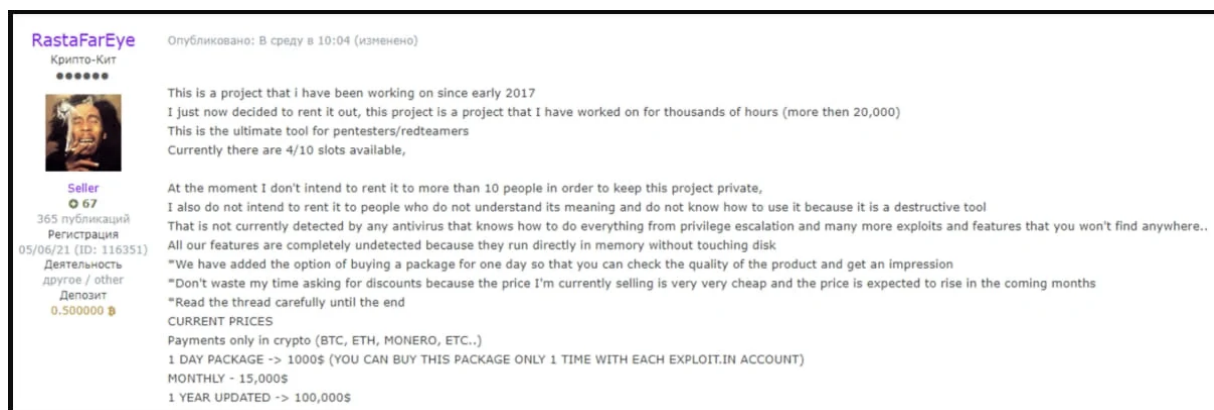 RastaFarEye
Крипто-Кит
Seller
67
365 публикаций
Регистрация
05/06/21 (ID: 116351)
Деятельность
другое / other
Депозит
0.500000 ฿
Опубликовано: В среду в 10:04 (изменено)
This is a project that i have been working on since early 2017
I just now decided to rent it out, this project is a project that I have worked on for thousands of hours (more then 20,000)
This is the ultimate tool for pentesters/redteamers
Currently there are 4/10 slots available,
At the moment I don't intend to rent it to more than 10 people in order to keep this project private,
I also do not intend to rent it to people who do not understand its meaning and do not know how to use it because it is a destructive tool
That is not currently detected by any antivirus that knows how to do everything from privilege escalation and many more exploits and features that you won't find anywhere..
All our features are completely undetected because they run directly in memory without touching disk
*We have added the option of buying a package for one day so that you can check the quality of the product and get an impression
*Don't waste my time asking for discounts because the price I'm currently selling is very very cheap and the price is expected to rise in the coming months
*Read the thread carefully until the end
CURRENT PRICES
Payments only in crypto (BTC, ETH, MONERO, ETC..)
1 DAY PACKAGE -> 1000$ (YOU CAN BUY THIS PACKAGE ONLY 1 TIME WITH EACH EXPLOIT.IN ACCOUNT)
MONTHLY - 15,000$
1 YEAR UPDATED -> 100,000$